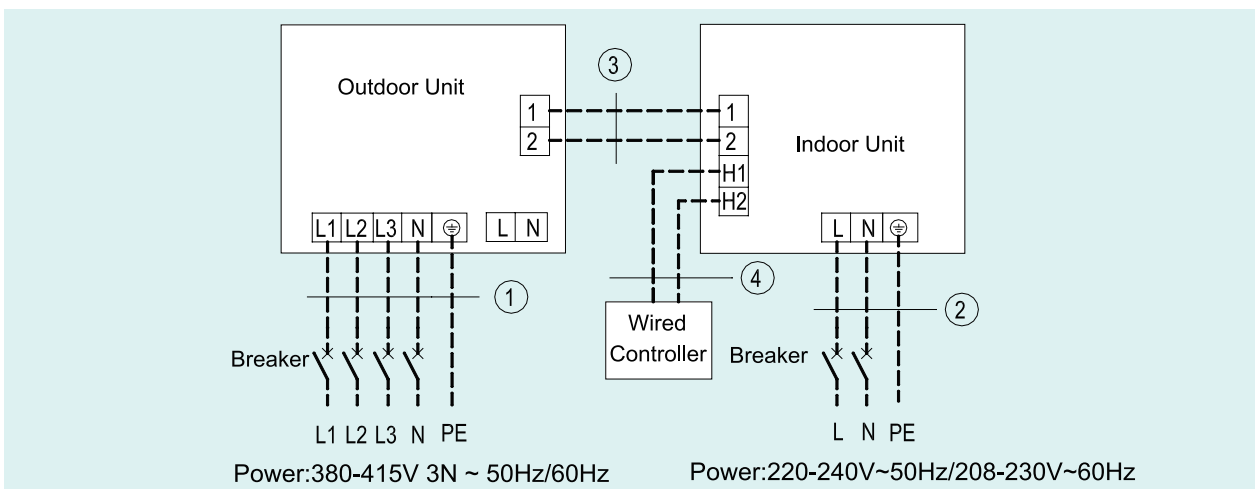 Outdoor Unit
1
2
L1 L2 L3 N
L N
3
1
2
H1
H2
Indoor Unit
L N
1
4
2
Wired
Controller
Breaker
L1 L2 L3 N PE
Power:380-415V 3N ~ 50Hz/60Hz
Breaker
L N PE
Power:220-240V~50Hz/208-230V~60Hz